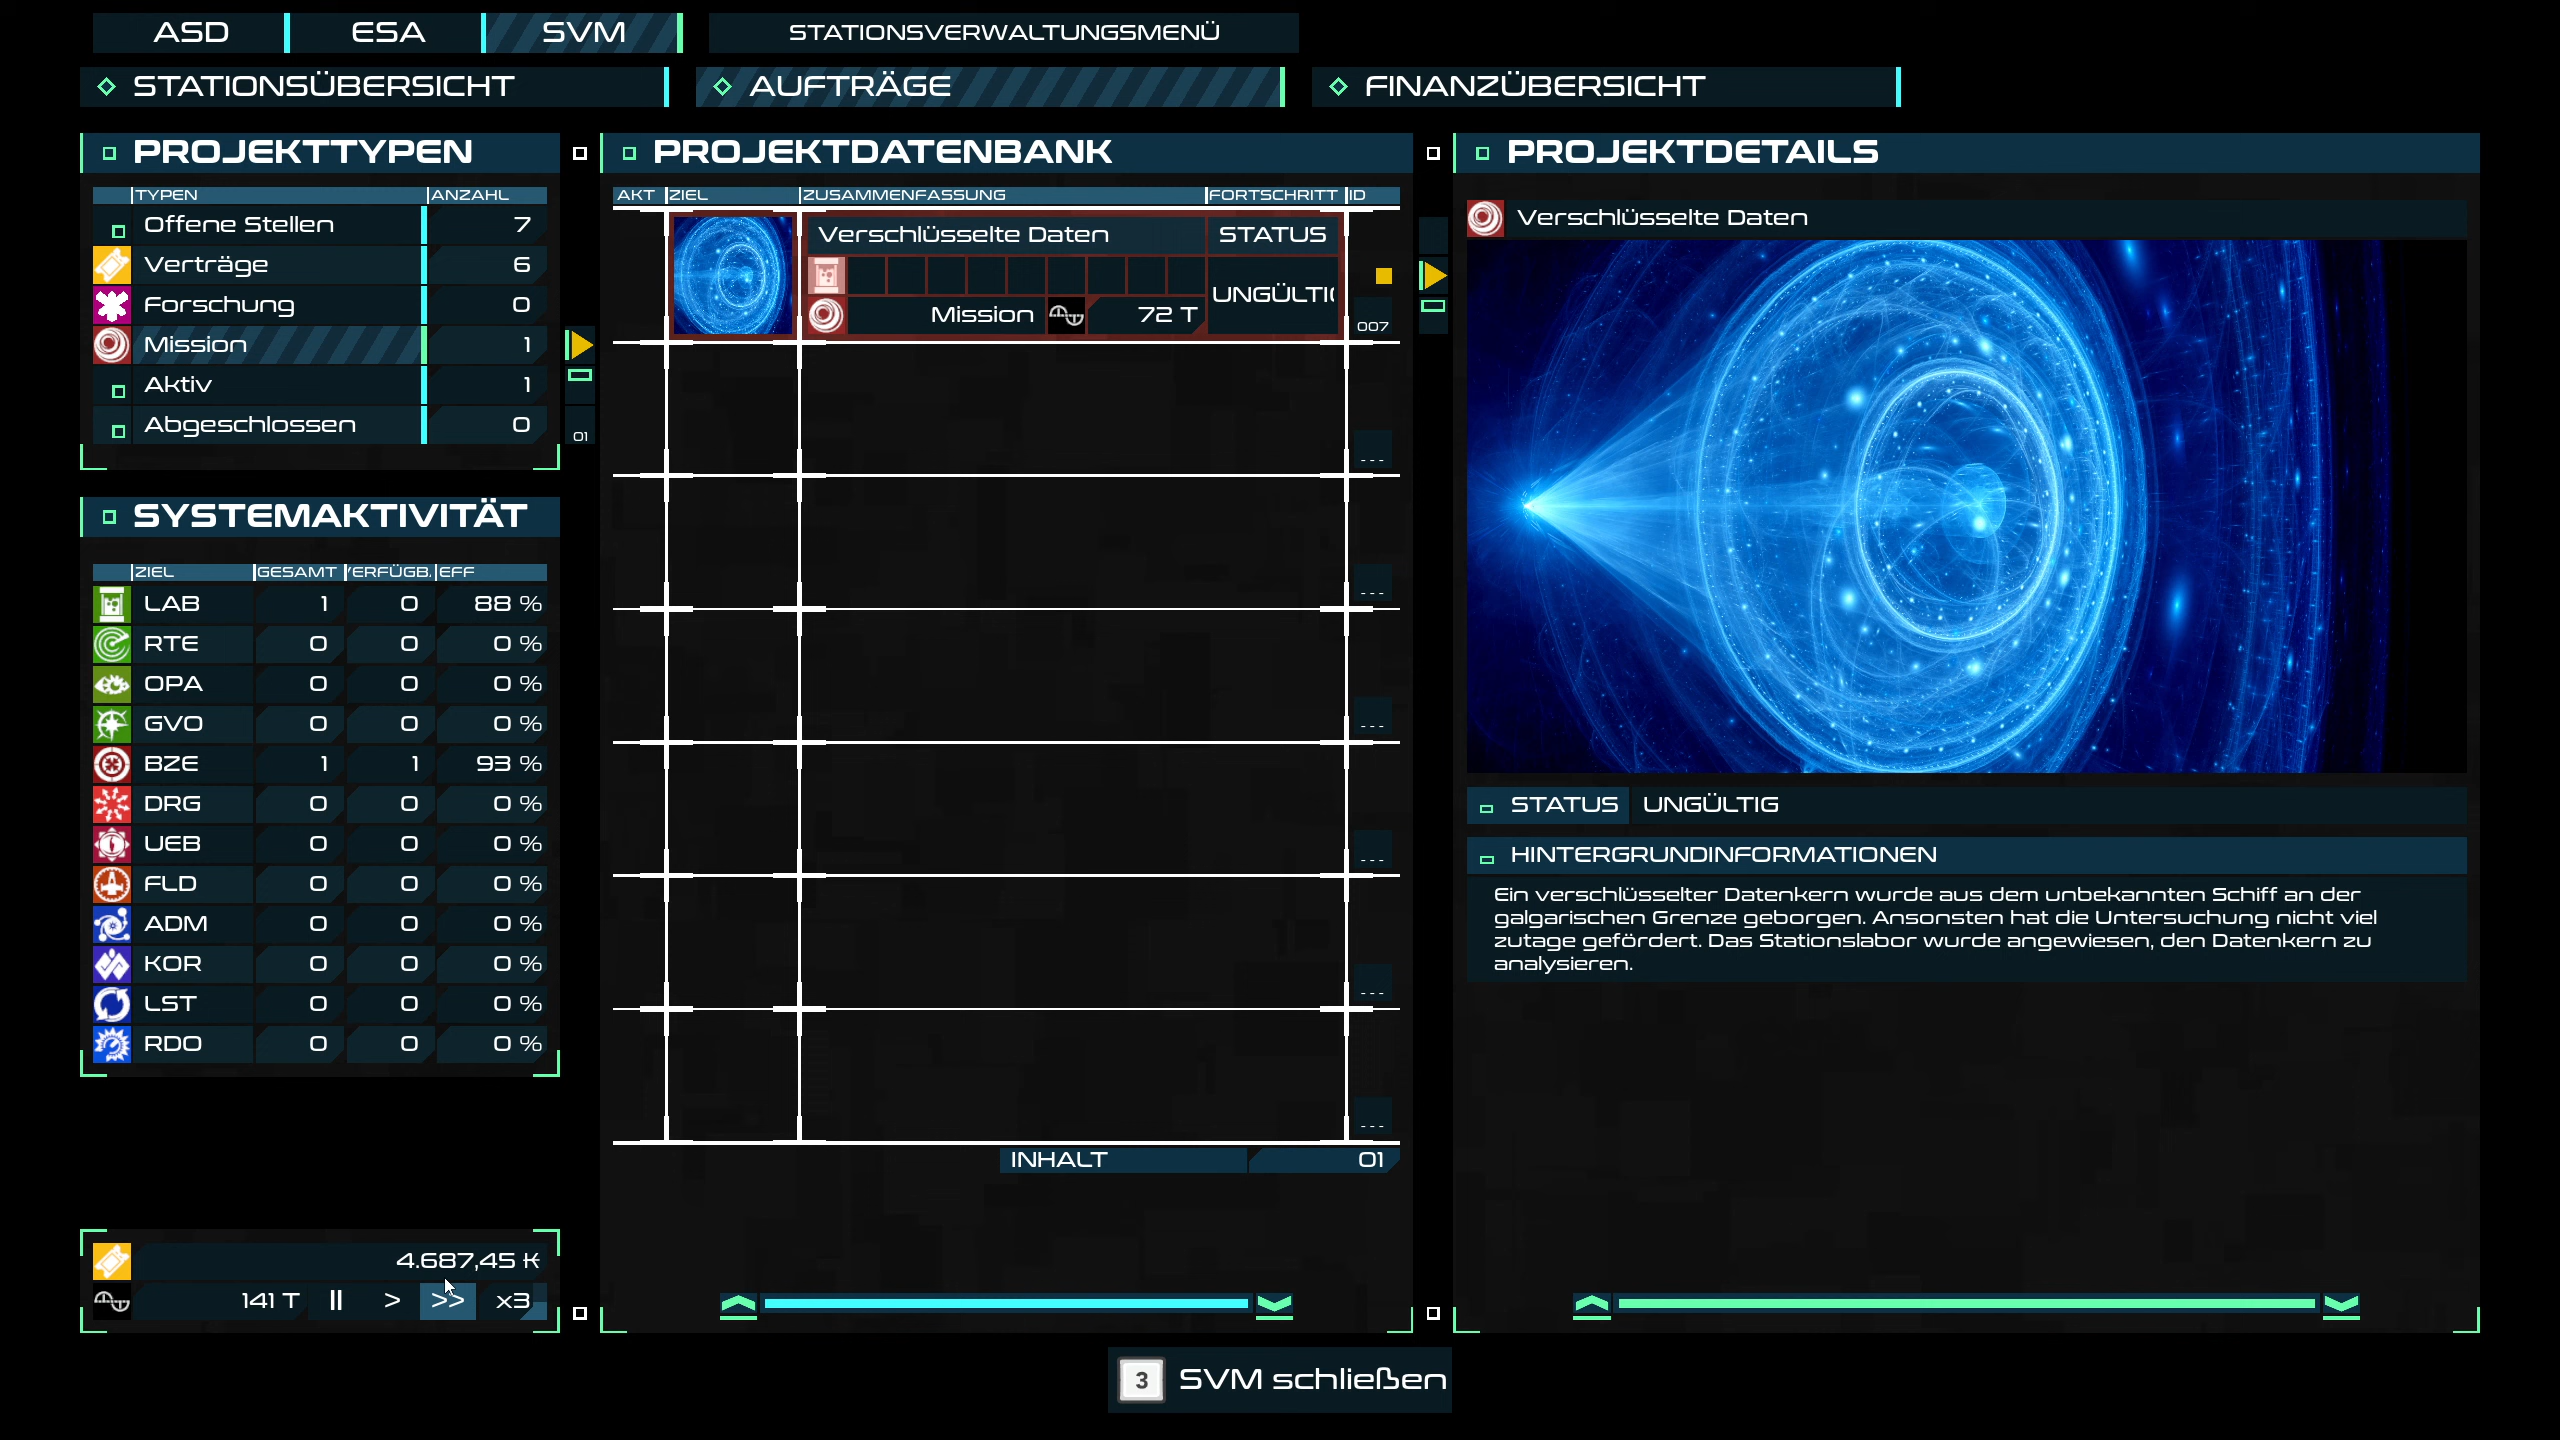 ASD
ESA
SVM
STATIONSVERWALTUNGSMENÜ
STATIONSÜBERSICHT
AUFTRÄGE
FINANZÜBERSICHT
PROJEKTTYPEN
TYPEN ANZAHL
Offene Stellen 7
Verträge 6
Forschung 0
Mission 1
Aktiv 1
Abgeschlossen 0
01
SYSTEMAKTIVITÄT
ZIEL GESAMT VERFÜGB. EFF
LAB 1 0 88 %
RTE 0 0 0 %
OPA 0 0 0 %
GVO 0 0 0 %
BZE 1 1 93 %
DRG 0 0 0 %
UEB 0 0 0 %
FLD 0 0 0 %
ADM 0 0 0 %
KOR 0 0 0 %
LST 0 0 0 %
RDO 0 0 0 %
4.687,45 K
141 T || > >> x3
PROJEKTDATENBANK
AKT ZIEL ZUSAMMENFASSUNG FORTSCHRITT ID
Verschlüsselte Daten STATUS
UNGÜLTI
Mission 72 T
007
---
---
---
---
---
---
INHALT 01
PROJEKTDETAILS
Verschlüsselte Daten
STATUS UNGÜLTIG
HINTERGRUNDINFORMATIONEN
Ein verschlüsselter Datenkern wurde aus dem unbekannten Schiff an der
galgarischen Grenze geborgen. Ansonsten hat die Untersuchung nicht viel
zutage gefördert. Das Stationslabor wurde angewiesen, den Datenkern zu
analysieren.
3 SVM schließen